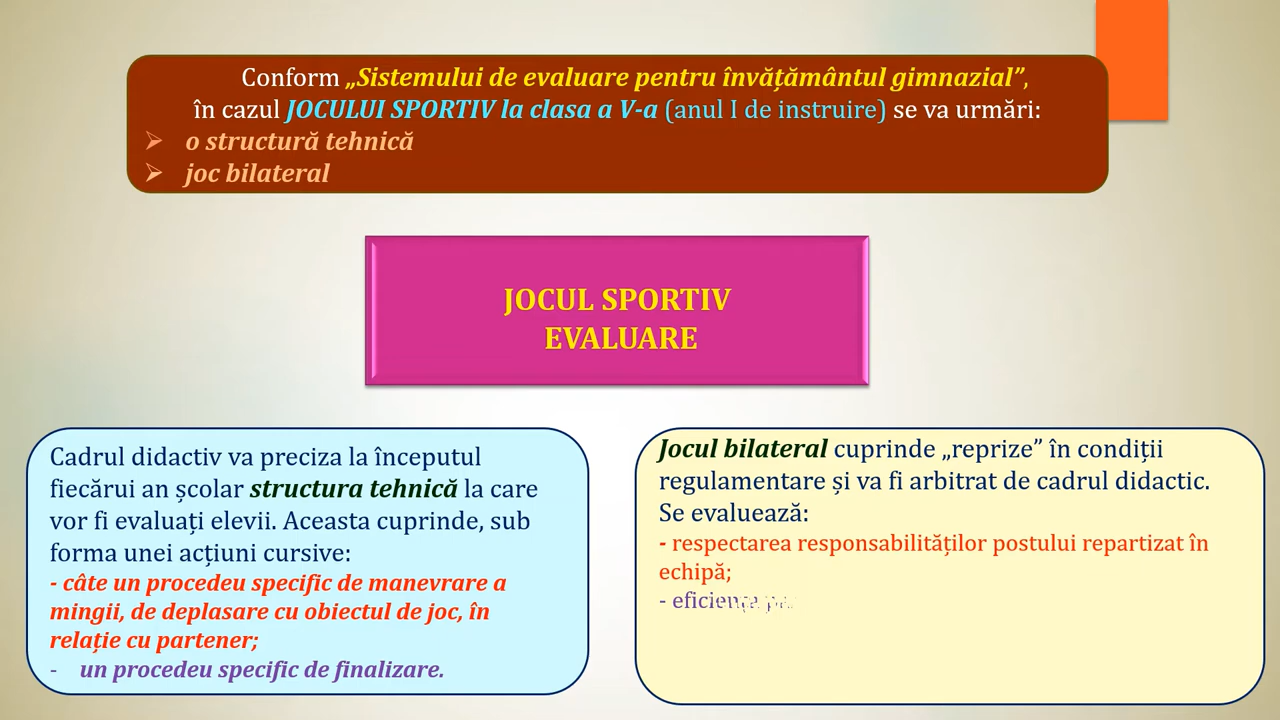 Conform „Sistemului de evaluare pentru învățământul gimnazial”,
în cazul JOCULUI SPORTIV la clasa a V-a (anul I de instruire) se va urmări:
➢ o structură tehnică
➢ joc bilateral
JOCUL SPORTIV
EVALUARE
Cadrul didactiv va preciza la începutul
fiecărui an școlar structura tehnică la care
vor fi evaluați elevii. Aceasta cuprinde, sub
forma unei acțiuni cursive:
- câte un procedeu specific de manevrare a
mingii, de deplasare cu obiectul de joc, în
relație cu partener;
- un procedeu specific de finalizare.
Jocul bilateral cuprinde „reprize” în condiții
regulamentare și va fi arbitrat de cadrul didactic.
Se evaluează:
- respectarea responsabilităților postului repartizat în
echipă;
-